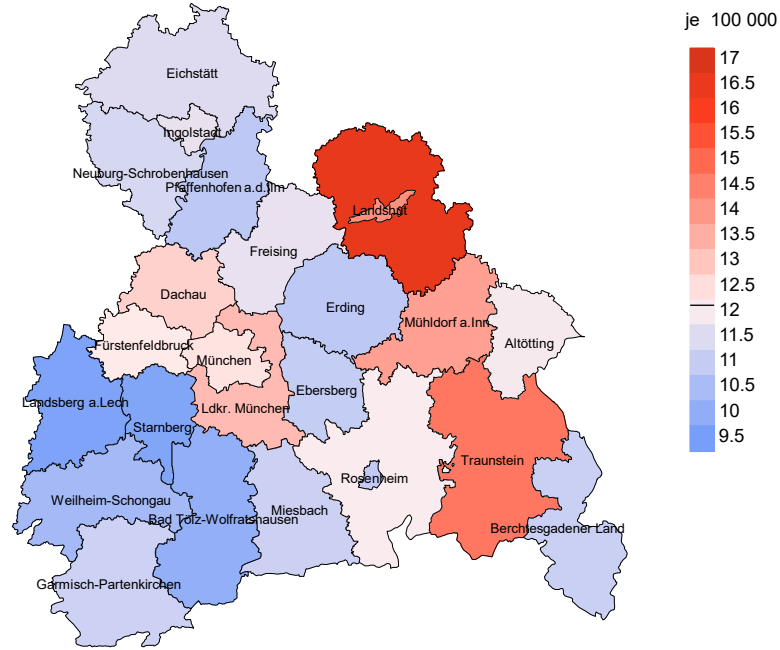 je 100 000
17
16.5
16
15.5
15
14.5
14
13.5
13
12.5
12
11.5
11
10.5
10
9.5
Eichstätt
Ingolstadt
Neuburg-Schrobenhausen
Pfaffenhofen a.d.Ilm
Landshut
Freising
Dachau
Erding
Mühldorf a.Inn
Altötting
Fürstenfeldbruck
München
Ebersberg
Landsberg a.Lech
Ldkr. München
Starnberg
Traunstein
Rosenheim
Weilheim-Schongau
Miesbach
Bad Tölz-Wolfratshausen
Berchtesgadener Land
Garmisch-Partenkirchen